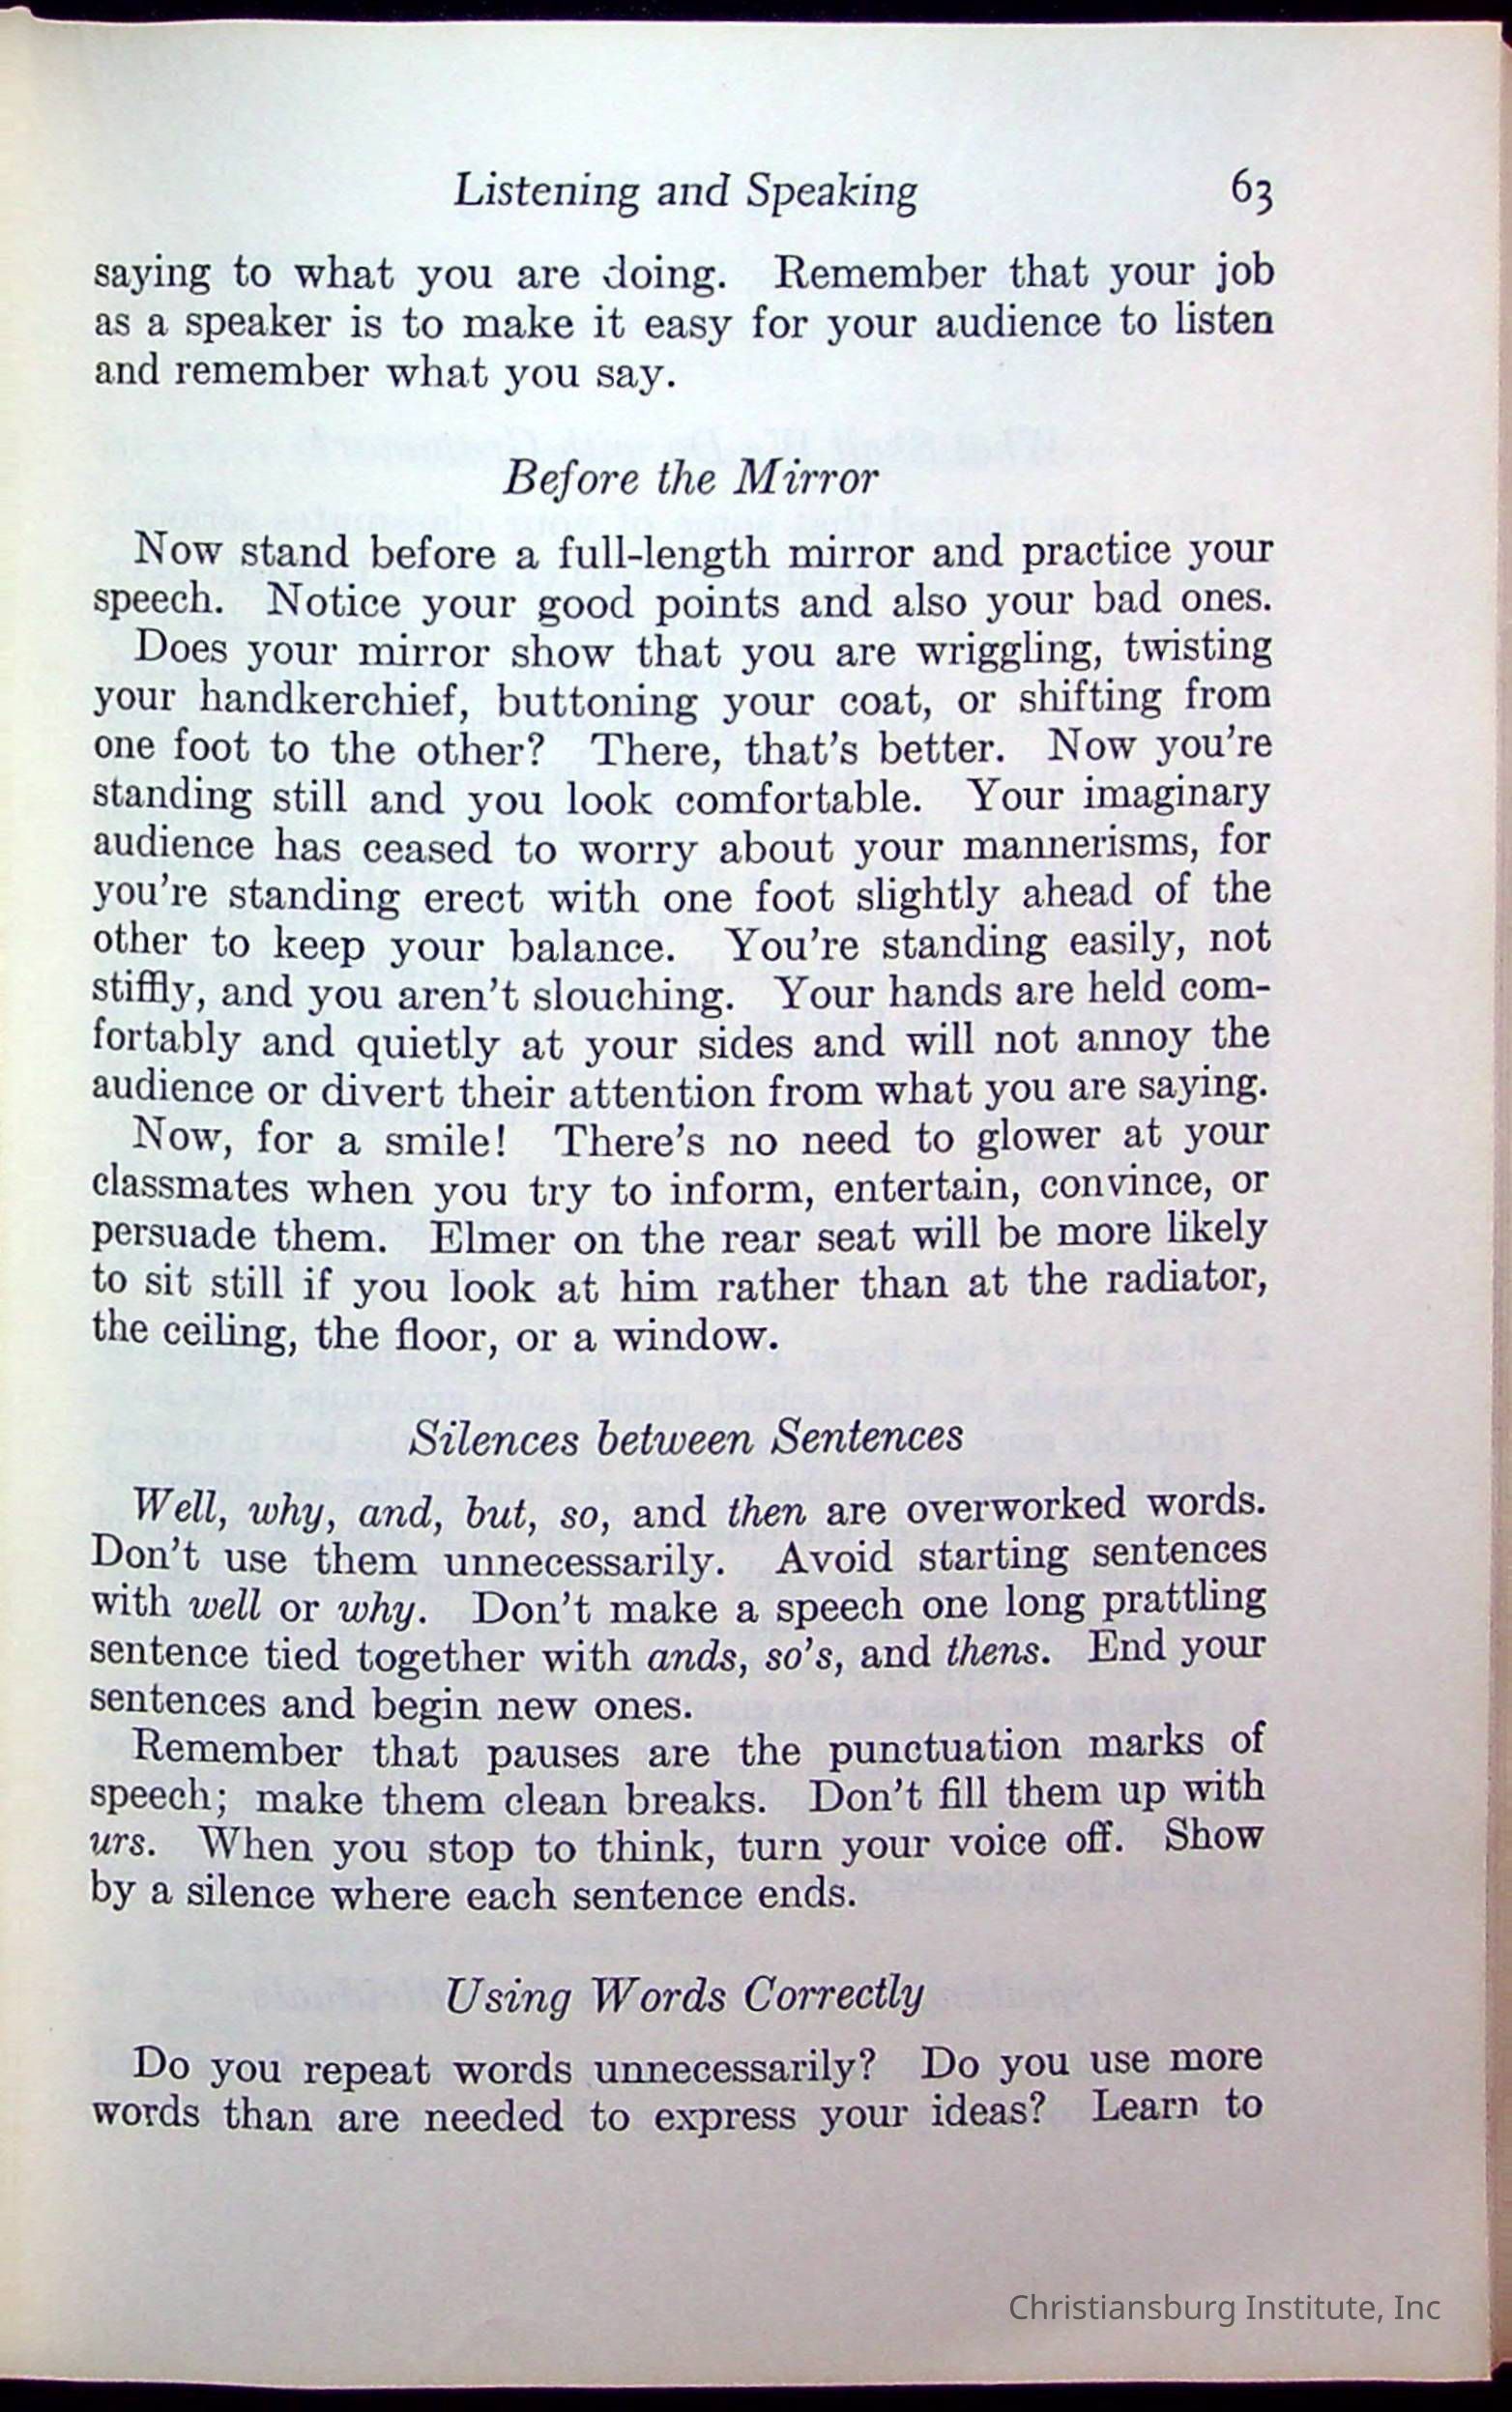 Listening and Speaking 63
saying to what you are doing. Remember that your job
as a speaker is to make it easy for your audience to listen
and remember what you say.
Before the Mirror
Now stand before a full-length mirror and practice your
speech. Notice your good points and also your bad ones.
Does your mirror show that you are wriggling, twisting
your handkerchief, buttoning your coat, or shifting from
one foot to the other? There, that's better. Now you're
standing still and you look comfortable. Your imaginary
audience has ceased to worry about your mannerisms, for
you're standing erect with one foot slightly ahead of the
other to keep your balance. You're standing easily, not
stiffly, and you aren't slouching. Your hands are held com-
fortably and quietly at your sides and will not annoy the
audience or divert their attention from what you are saying.
Now, for a smile! There's no need to glower at your
classmates when you try to inform, entertain, convince, or
persuade them. Elmer on the rear seat will be more likely
to sit still if you look at him rather than at the radiator,
the ceiling, the floor, or a window.
Silences between Sentences
Well, why, and, but, so, and then are overworked words.
Don't use them unnecessarily. Avoid starting sentences
with well or why. Don't make a speech one long prattling
sentence tied together with ands, so's, and thens. End your
sentences and begin new ones.
Remember that pauses are the punctuation marks of
speech; make them clean breaks. Don't fill them up with
urs. When you stop to think, turn your voice off. Show
by a silence where each sentence ends.
Using Words Correctly
Do you repeat words unnecessarily? Do you use more
words than are needed to express your ideas? Learn to
Christiansburg Institute, Inc